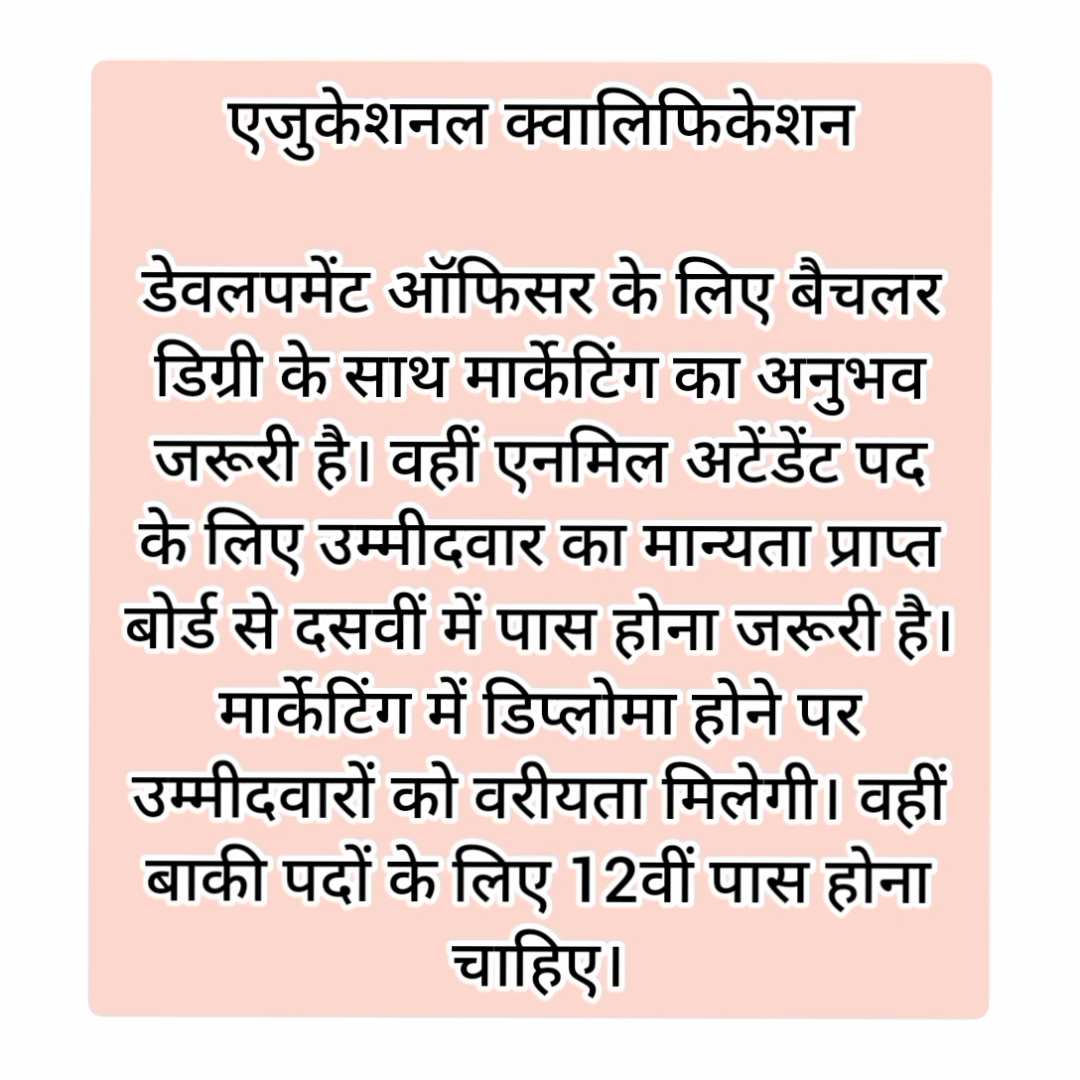 एजुकेशनल क्वालिफिकेशन
डेवलपमेंट ऑफिसर के लिए बैचलर
डिग्री के साथ मार्केटिंग का अनुभव
जरूरी है। वहीं एनमिल अटेंडेंट पद
के लिए उम्मीदवार का मान्यता प्राप्त
बोर्ड से दसवीं में पास होना जरूरी है।
मार्केटिंग में डिप्लोमा होने पर
उम्मीदवारों को वरीयता मिलेगी। वहीं
बाकी पदों के लिए 12वीं पास होना
चाहिए।